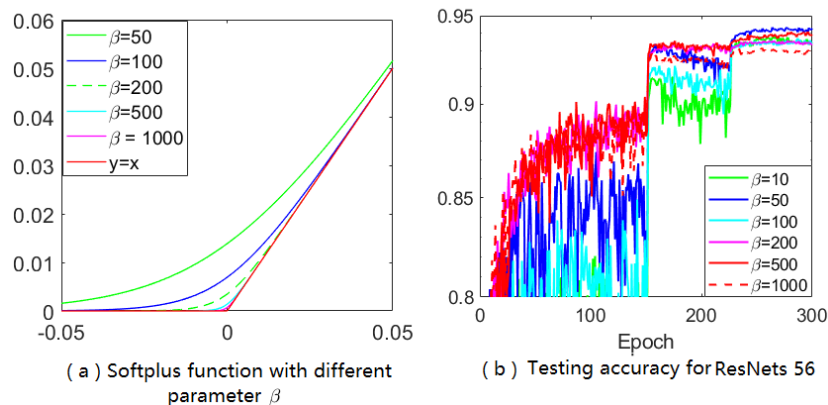 0.06
0.05
0.04
0.03
0.02
0.01
0
-0.05
0
0.05
β=50
β=100
β=200
β=500
β = 1000
y=x
( a ) Softplus function with different
parameter β
0.95
0.9
0.85
0.8
0
100
200
300
Epoch
β=10
β=50
β=100
β=200
β=500
β=1000
( b ) Testing accuracy for ResNets 56